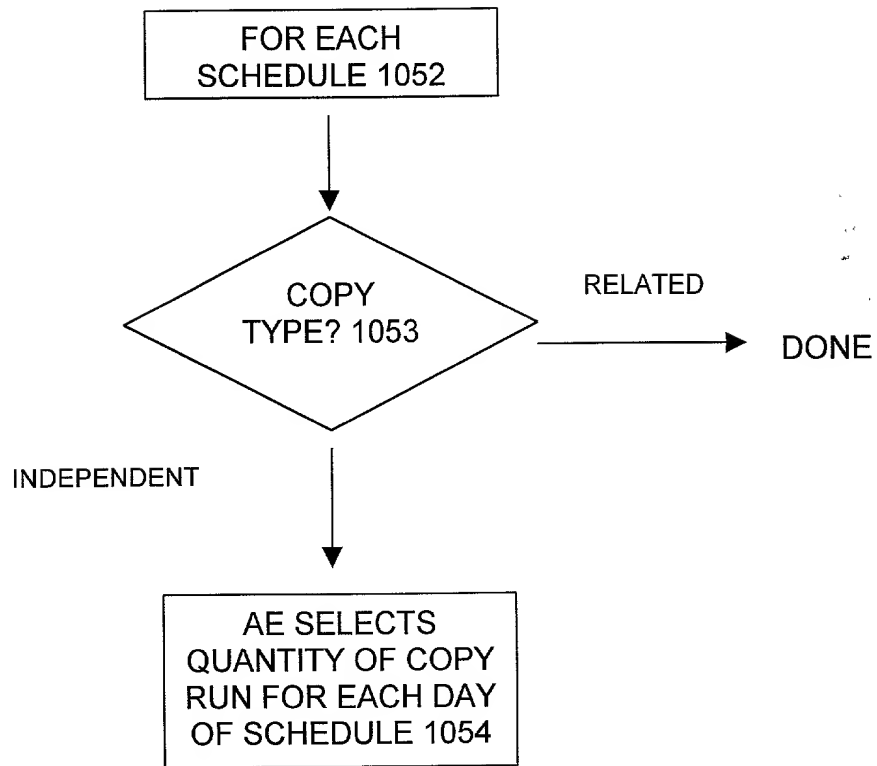 FOR EACH
SCHEDULE 1052
COPY
TYPE? 1053
RELATED
DONE
INDEPENDENT
AE SELECTS
QUANTITY OF COPY
RUN FOR EACH DAY
OF SCHEDULE 1054